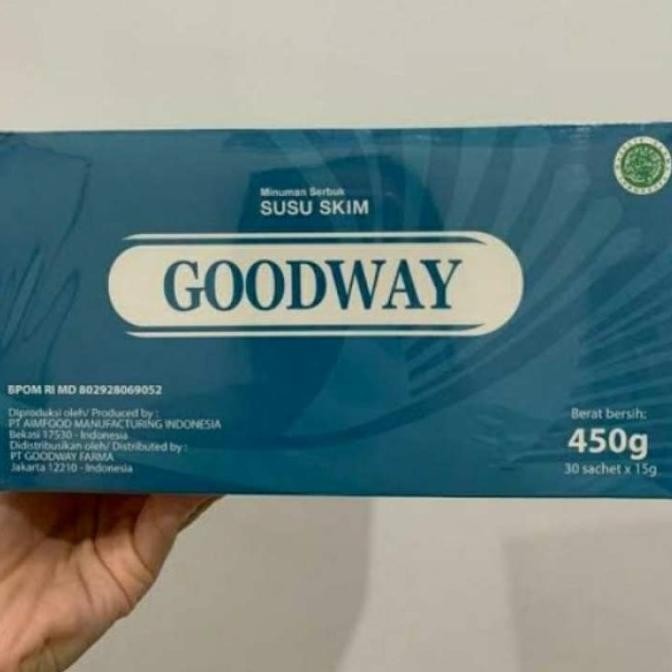 Minuman Serbuk
SUSU SKIM
GOODWAY
BPOM RI MD 802928069052
Diproduksi oleh/ Produced by :
PT AIMFOOD MANUFACTURING INDONESIA
Bekasi 17530 - Indonesia
Didistribusikan oleh/ Distributed by :
PT GOODWAY FARMA
Jakarta 12210 - Indonesia
Berat bersih:
450g
30 sachet x 15g